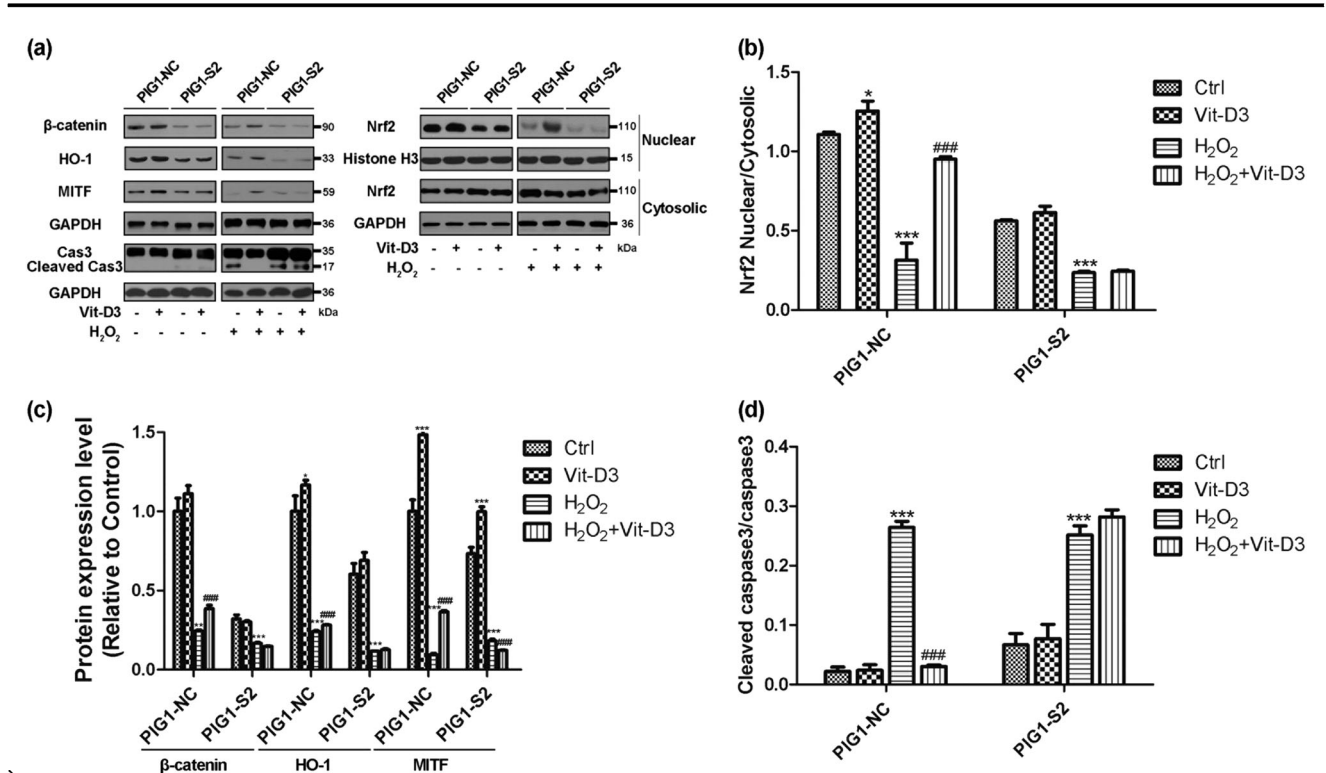 (a)
PIG1-NC PIG1-S2 PIG1-NC PIG1-S2
β-catenin 90
HO-1 33
MITF 59
GAPDH 36
Cas3 35
Cleaved Cas3 17
GAPDH 36
Vit-D3 - + - + - + - + kDa
H₂O₂ - - - - + + + +
PIG1-NC PIG1-S2 PIG1-NC PIG1-S2
Nrf2 110
Nuclear
Histone H3 15
Nrf2 110
Cytosolic
GAPDH 36
Vit-D3 - + - + - + - + kDa
H₂O₂ - - - - + + + +
(b)
Nrf2 Nuclear/Cytosolic
1.5
1.0
0.5
0.0
* *** ### ***
PIG1-NC PIG1-S2
Ctrl
Vit-D3
H₂O₂
H₂O₂+Vit-D3
(c)
Protein expression level
(Relative to Control)
1.5
1.0
0.5
0.0
** ### *** * *** ### *** *** *** ### *** *** ###
PIG1-NC PIG1-S2 PIG1-NC PIG1-S2 PIG1-NC PIG1-S2
β-catenin HO-1 MITF
Ctrl
Vit-D3
H₂O₂
H₂O₂+Vit-D3
(d)
Cleaved caspase3/caspase3
0.4
0.3
0.2
0.1
0.0
*** ### ***
PIG1-NC PIG1-S2
Ctrl
Vit-D3
H₂O₂
H₂O₂+Vit-D3